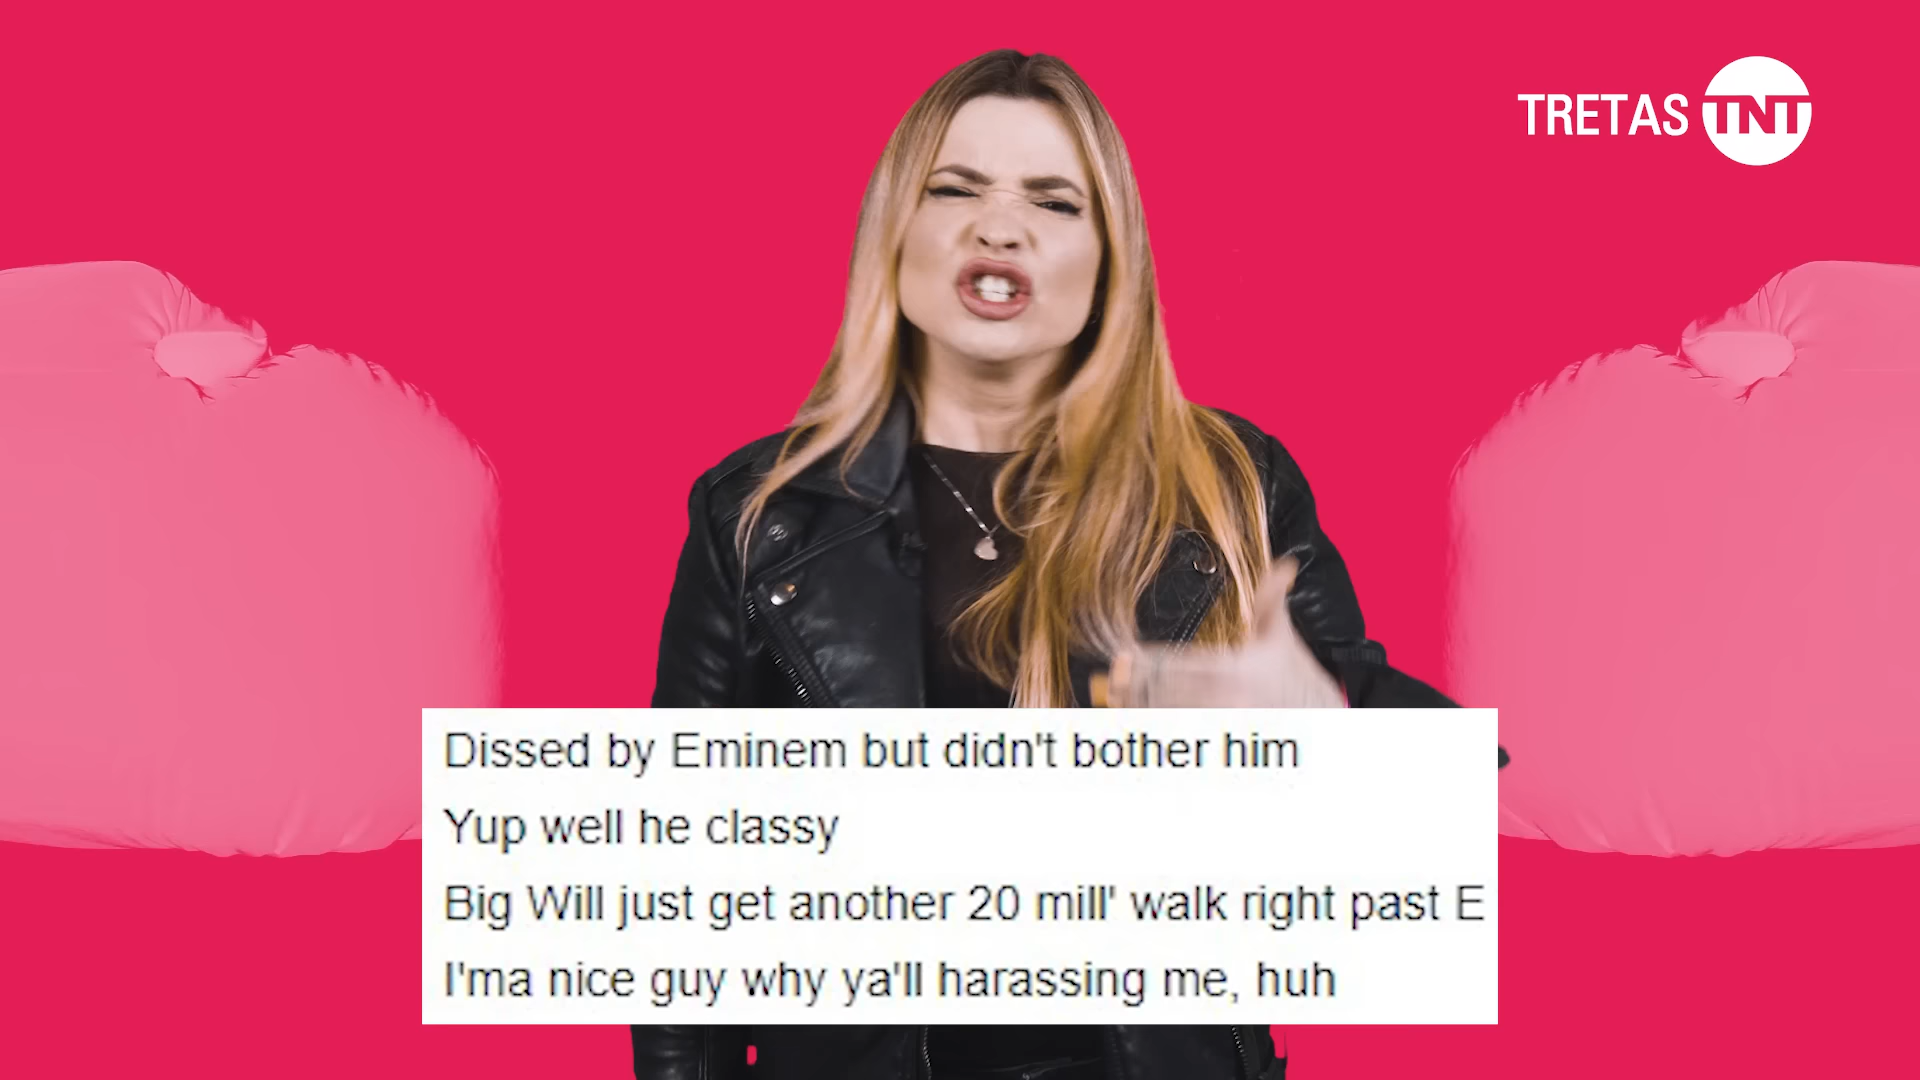 TRETAS TNT
Dissed by Eminem but didn't bother him
Yup well he classy
Big Will just get another 20 mill' walk right past E
I'ma nice guy why ya'll harassing me, huh